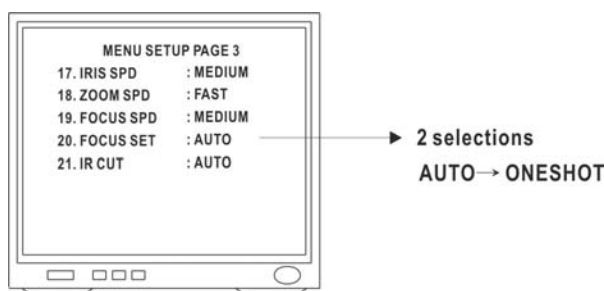 MENU SETUP PAGE 3
17. IRIS SPD : MEDIUM
18. ZOOM SPD : FAST
19. FOCUS SPD : MEDIUM
20. FOCUS SET : AUTO
21. IR CUT : AUTO
2 selections
AUTO→ ONESHOT